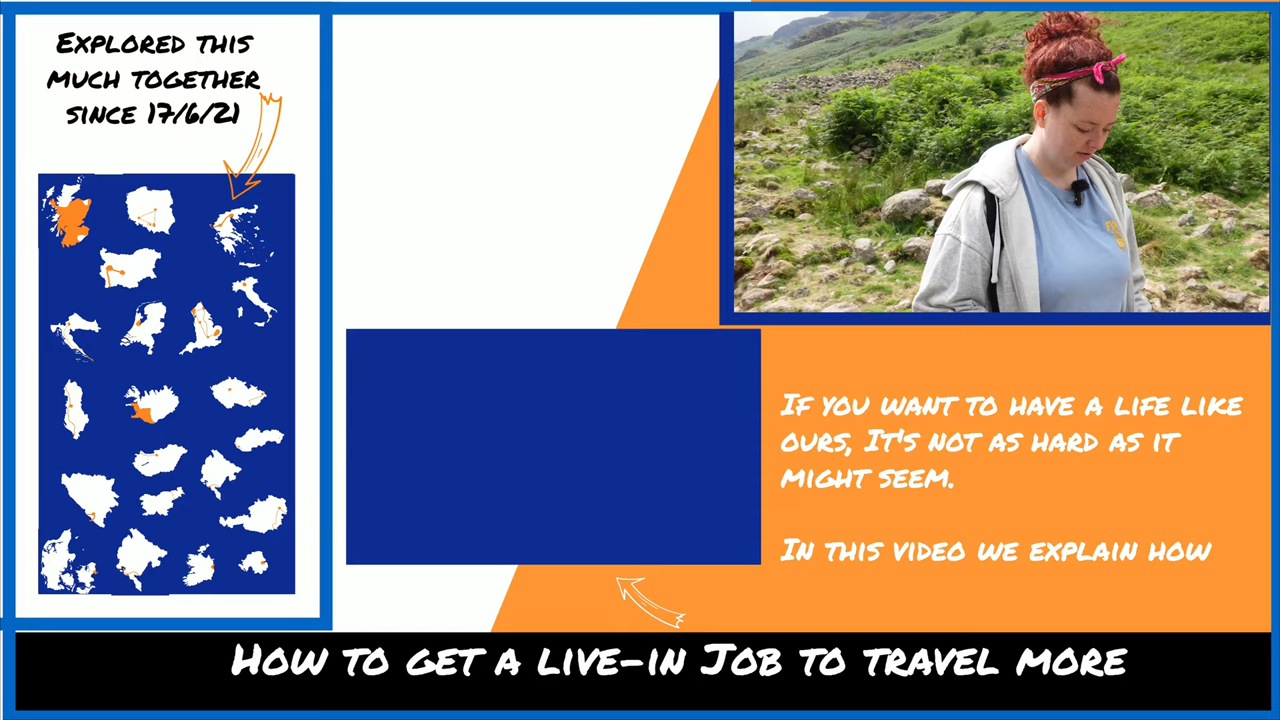 Explored this
much together
since 17/6/21
If you want to have a life like
ours, It's not as hard as it
might seem.
In this video we explain how
How to get a live-in Job to travel more